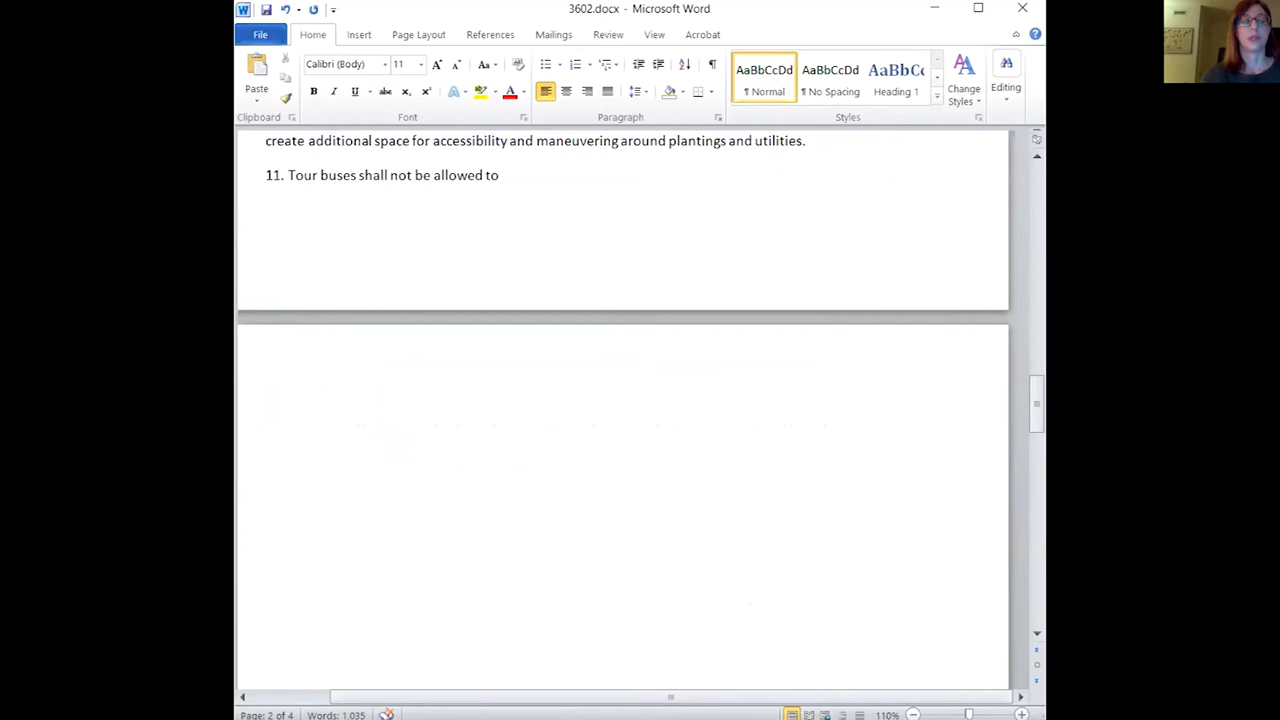 3602.docx - Microsoft Word
File Home Insert Page Layout References Mailings Review View Acrobat
Calibri (Body) 11
AaBbCcDd AaBbCcDd AaBbCc
Paste
¶ Normal ¶ No Spacing Heading 1 Change Styles Editing
Clipboard Font Paragraph Styles
create additional space for accessibility and maneuvering around plantings and utilities.
11. Tour buses shall not be allowed to
Page: 2 of 4 Words: 1,035 110%